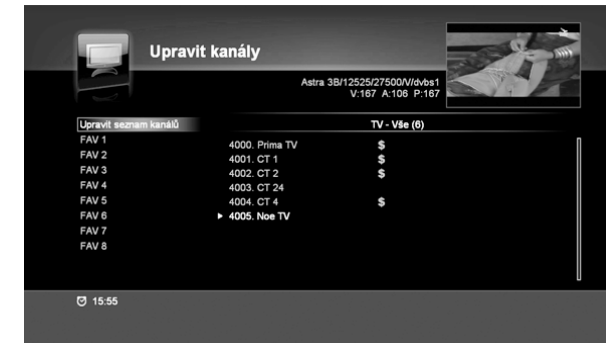 Upravit kanály
Astra 3B/12525/27500/V/dvbs1
V:167 A:106 P:167
Upravit seznam kanálů
TV - Vše (6)
FAV 1
FAV 2
FAV 3
FAV 4
FAV 5
FAV 6
FAV 7
FAV 8
4000. Prima TV $
4001. CT 1 $
4002. CT 2 $
4003. CT 24
4004. CT 4 $
4005. Noe TV
15:55